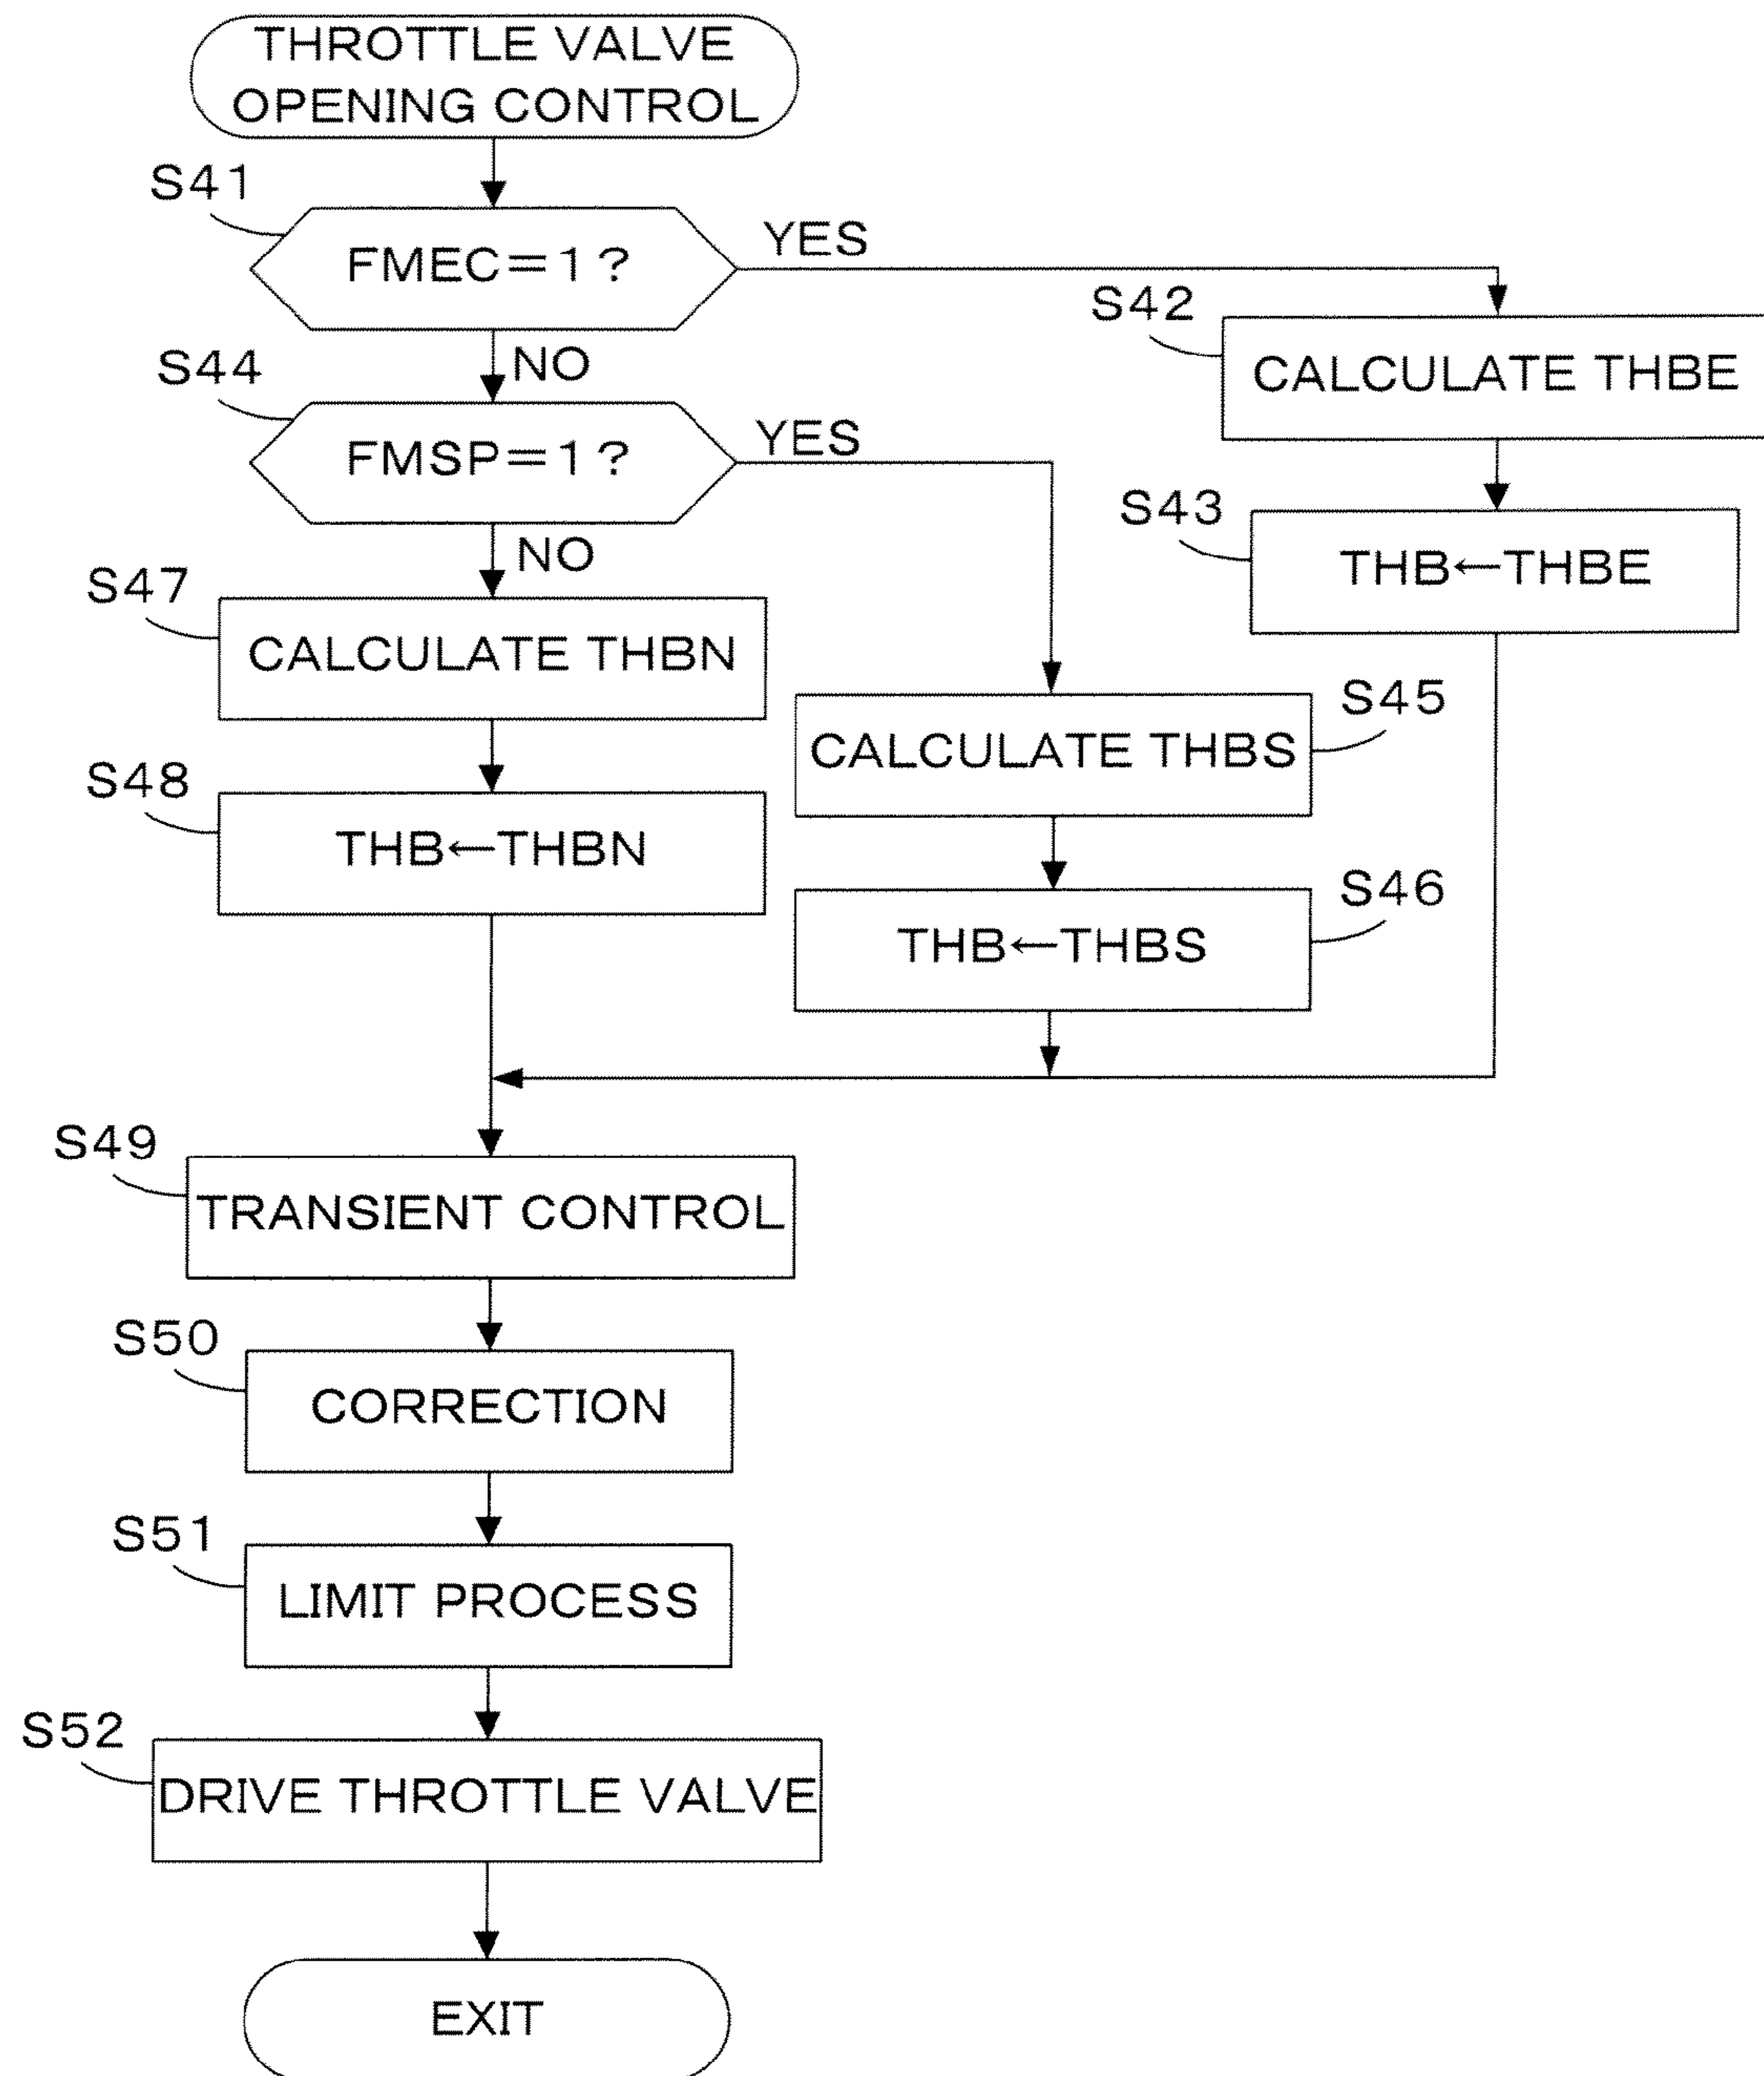 THROTTLE VALVE
OPENING CONTROL
S41
FMEC=1?
YES
S42
CALCULATE THBE
NO
S44
FMSP=1?
YES
S43
THB←THBE
NO
S47
CALCULATE THBN
S45
CALCULATE THBS
S48
THB←THBN
S46
THB←THBS
S49
TRANSIENT CONTROL
S50
CORRECTION
S51
LIMIT PROCESS
S52
DRIVE THROTTLE VALVE
EXIT